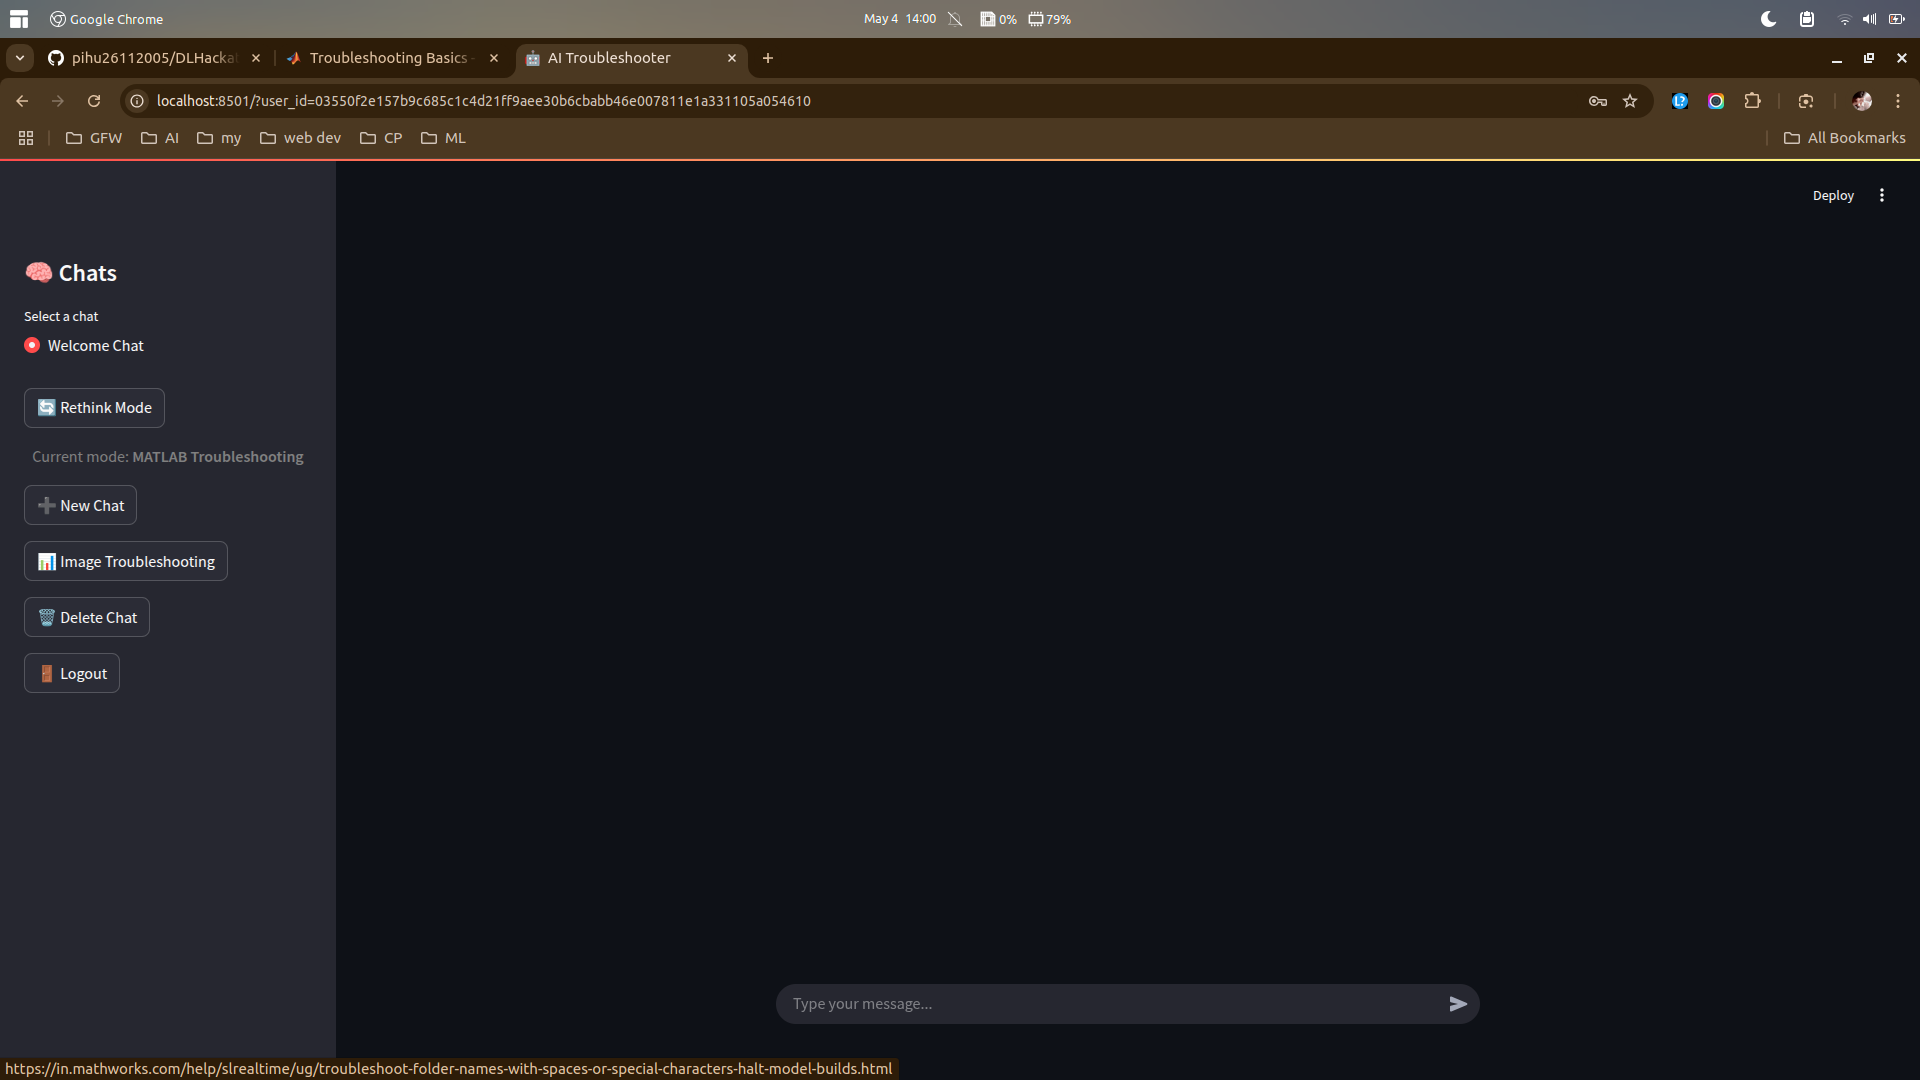 Google Chrome
May 4 14:00
0%
79%
pihu26112005/DLHacka
Troubleshooting Basics
AI Troubleshooter
localhost:8501/?user_id=03550f2e157b9c685c1c4d21ff9aee30b6cbabb46e007811e1a331105a054610
GFW
AI
my
web dev
CP
ML
All Bookmarks
Deploy
Chats
Select a chat
Welcome Chat
Rethink Mode
Current mode: MATLAB Troubleshooting
New Chat
Image Troubleshooting
Delete Chat
Logout
Type your message...
https://in.mathworks.com/help/slrealtime/ug/troubleshoot-folder-names-with-spaces-or-special-characters-halt-model-builds.html